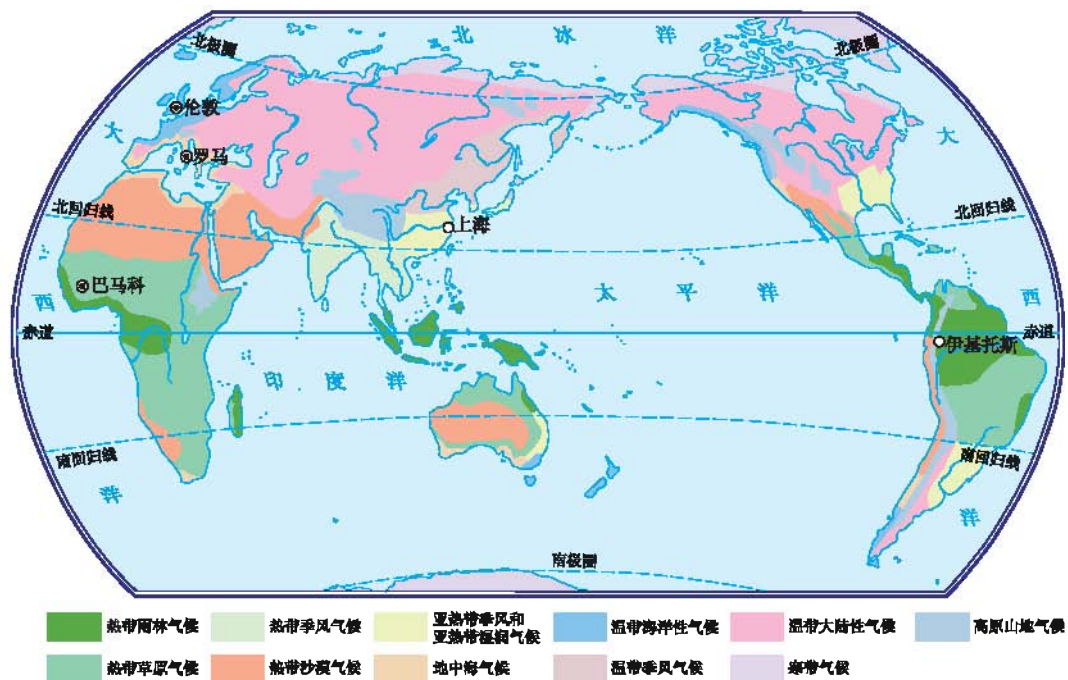 北 冰 洋
北极圈
北极圈
伦敦
大
大
罗马
北回归线
上海
北回归线
巴马科
太 平 洋
西
西
赤道
赤道
伊基托斯
印 度 洋
南回归线
南回归线
洋
洋
南极圈
热带雨林气候
热带季风气候
亚热带季风和
亚热带湿润气候
温带海洋性气候
温带大陆性气候
高原山地气候
热带草原气候
热带沙漠气候
地中海气候
温带季风气候
寒带气候